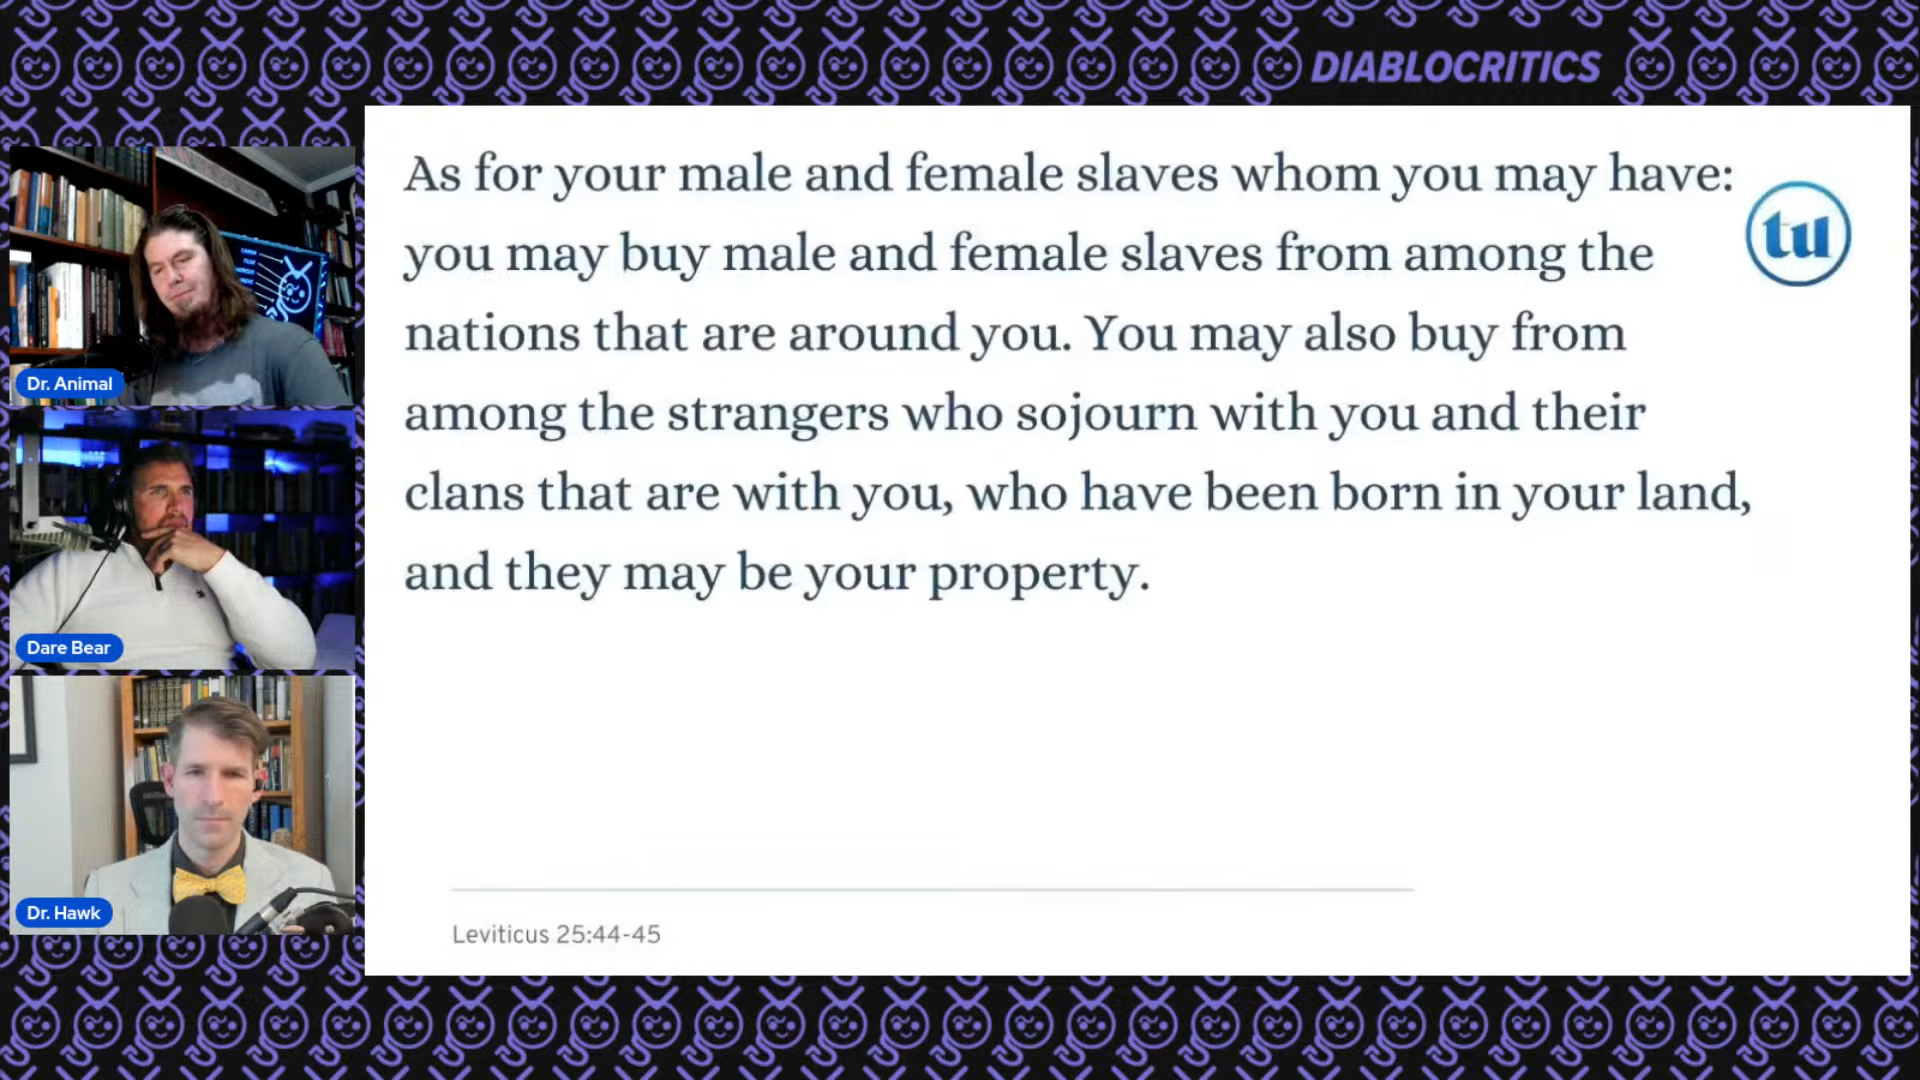 DIABLOCRITICS
As for your male and female slaves whom you may have:
you may buy male and female slaves from among the
nations that are around you. You may also buy from
among the strangers who sojourn with you and their
clans that are with you, who have been born in your land,
and they may be your property.
tu
Leviticus 25:44-45
Dr. Animal
Dare Bear
Dr. Hawk